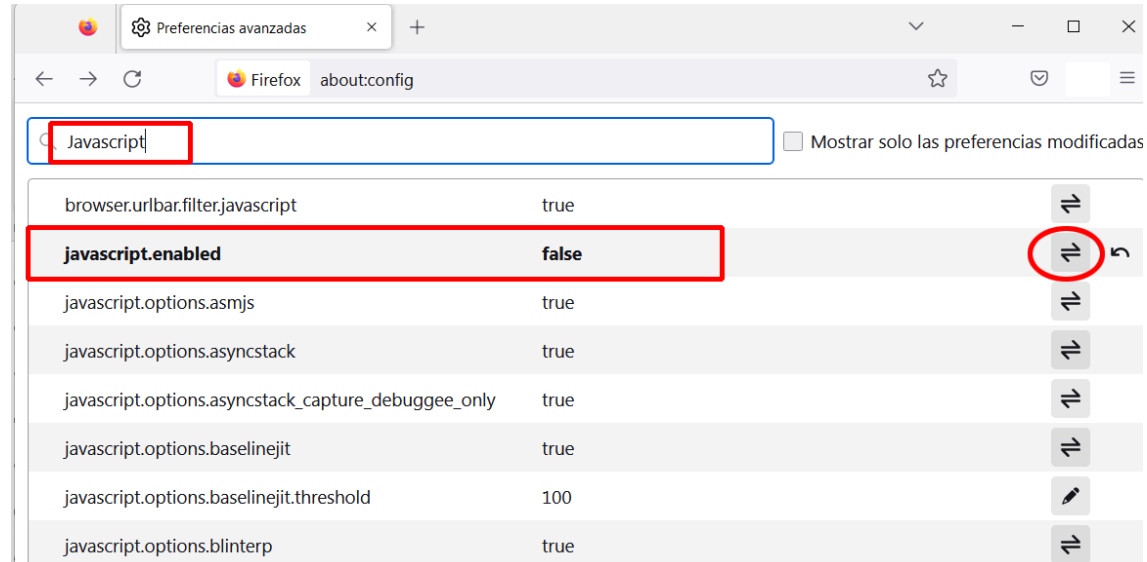 Preferencias avanzadas
Firefox about:config
Javascript
Mostrar solo las preferencias modificadas
browser.urlbar.filter.javascript true
javascript.enabled false
javascript.options.asmjs true
javascript.options.asyncstack true
javascript.options.asyncstack_capture_debuggee_only true
javascript.options.baselinejit true
javascript.options.baselinejit.threshold 100
javascript.options.blinterp true